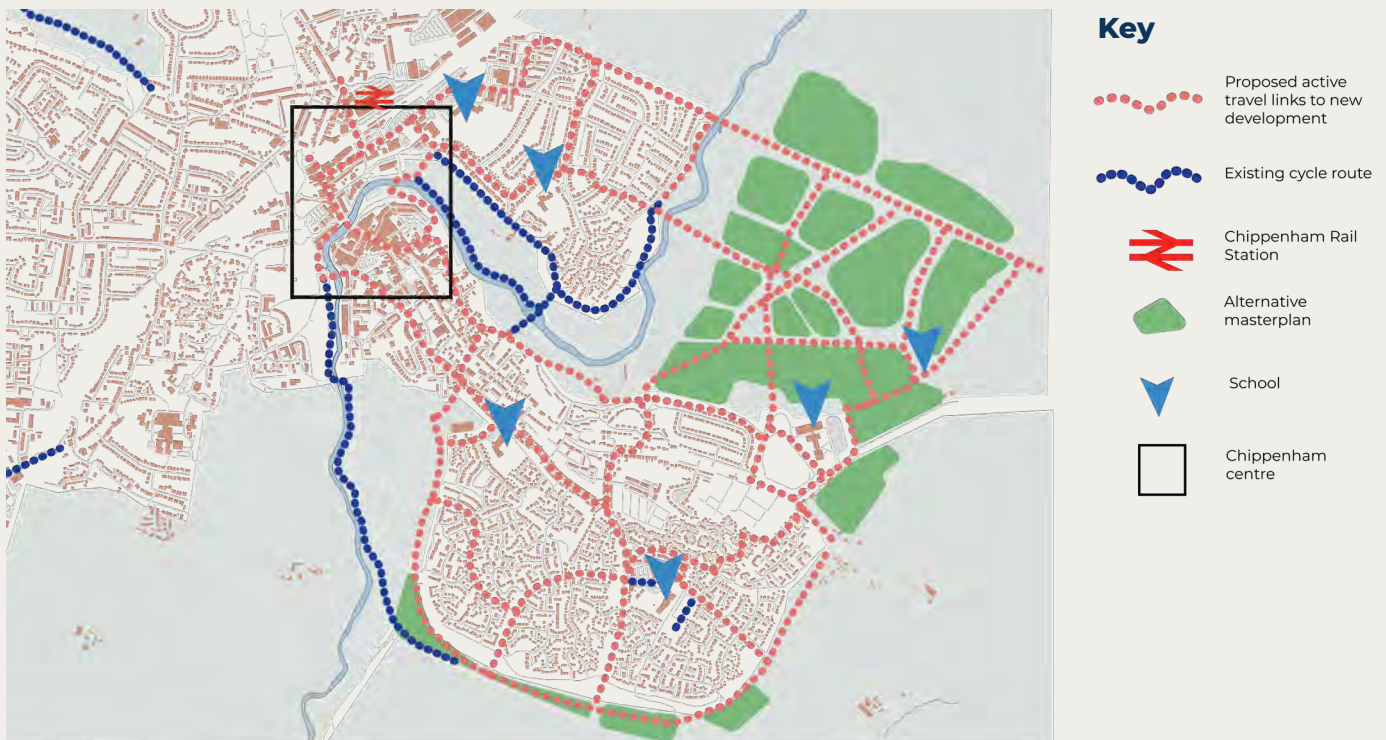 Key
Proposed active
travel links to new
development
Existing cycle route
Chippenham Rail
Station
Alternative
masterplan
School
Chippenham
centre